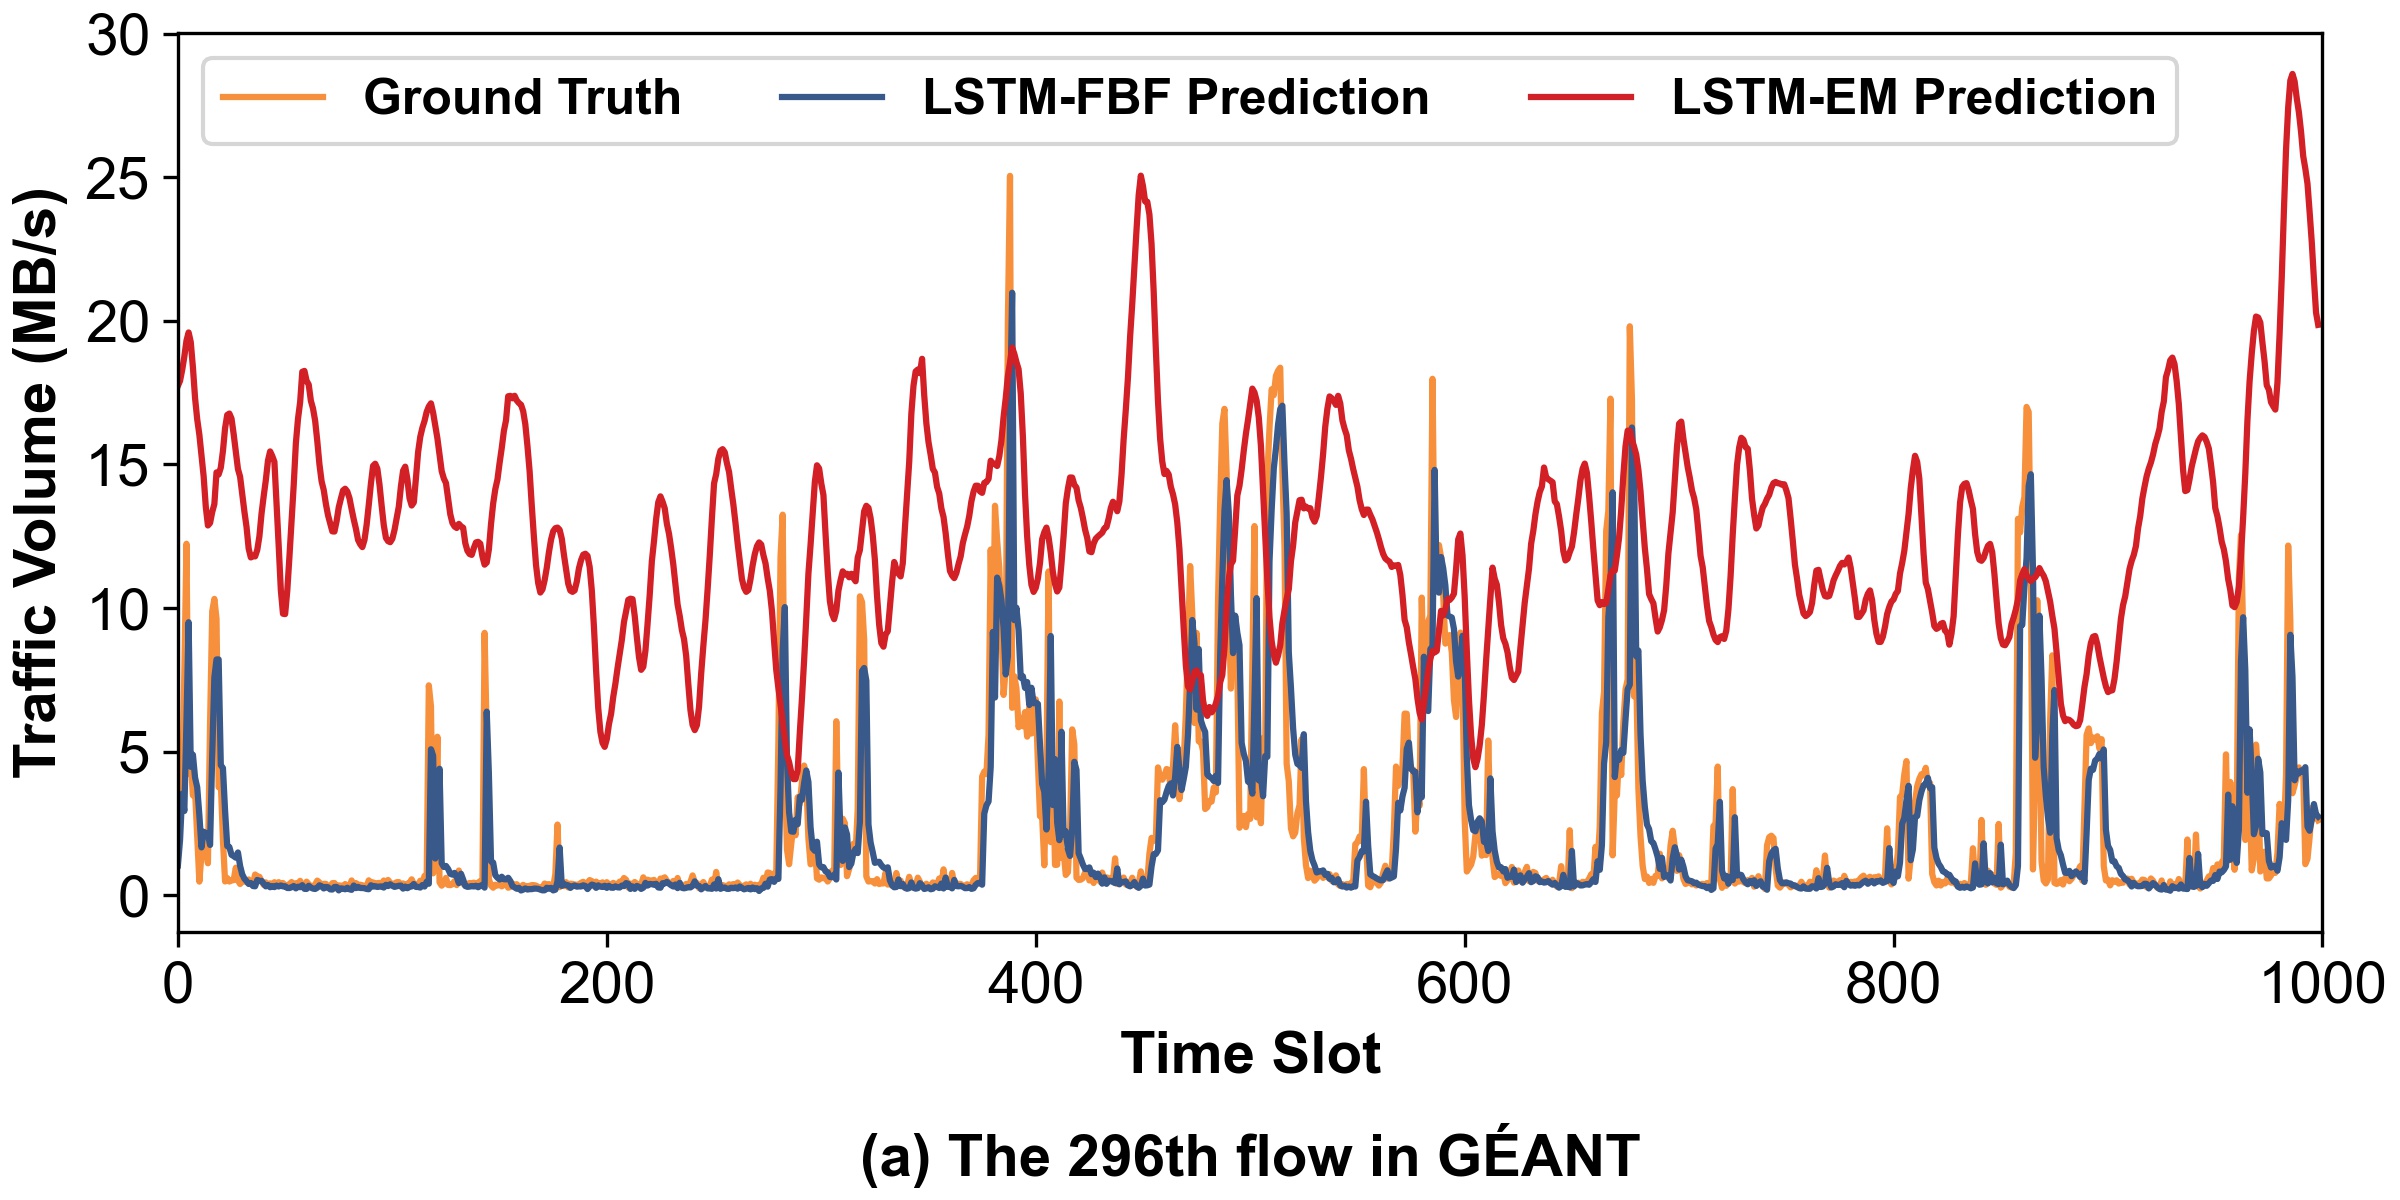 30
25
20
15
10
5
0
Traffic Volume (MB/s)
Ground Truth
LSTM-FBF Prediction
LSTM-EM Prediction
0
200
400
600
800
1000
Time Slot
(a) The 296th flow in GÉANT